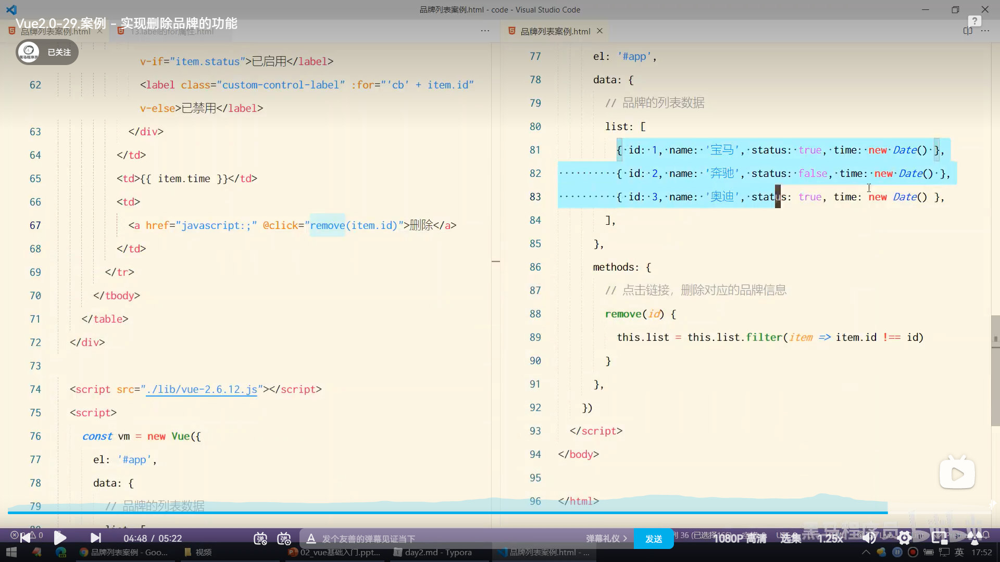 品牌列表案例.html - code - Visual Studio Code
Vue2.0-29.案例 - 实现删除品牌的功能
品牌列表案例.html
13.label的for属性.html
品牌列表案例.html
已关注
v-if="item.status">已启用</label>
62 <label class="custom-control-label" :for="'cb' + item.id"
v-else>已禁用</label>
63 </div>
64 </td>
65 <td>{{ item.time }}</td>
66 <td>
67 <a href="javascript:;" @click="remove(item.id)">删除</a>
68 </td>
69 </tr>
70 </tbody>
71 </table>
72 </div>
73
74 <script src="./lib/vue-2.6.12.js"></script>
75 <script>
76 const vm = new Vue({
77 el: '#app',
78 data: {
79 // 品牌的列表数据
77 el: '#app',
78 data: {
79 // 品牌的列表数据
80 list: [
81 { id: 1, name: '宝马', status: true, time: new Date() },
82 { id: 2, name: '奔驰', status: false, time: new Date() },
83 { id: 3, name: '奥迪', status: true, time: new Date() },
84 ],
85 },
86 methods: {
87 // 点击链接，删除对应的品牌信息
88 remove(id) {
89 this.list = this.list.filter(item => item.id !== id)
90 }
91 },
92 })
93 </script>
94 </body>
95
96 </html>
04:48 / 05:22
弹
弹
发个友善的弹幕见证当下
弹幕礼仪 >
发送
1080P 高清
选集
1.25x
黑马程序员
品牌列表案例 - Goo...
视频
02_vue基础入门.ppt...
day2.md - Typora
品牌列表案例.html - ...
英
17:52